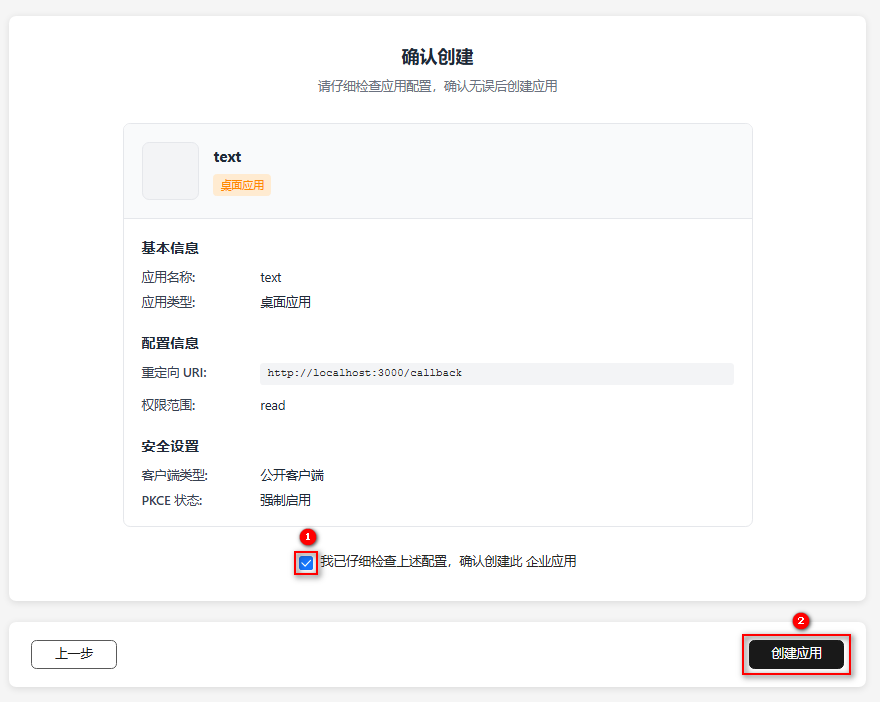 确认创建
请仔细检查应用配置，确认无误后创建应用
text
桌面应用
基本信息
应用名称: text
应用类型: 桌面应用
配置信息
重定向 URI: http://localhost:3000/callback
权限范围: read
安全设置
客户端类型: 公开客户端
PKCE 状态: 强制启用
1
我已仔细检查上述配置，确认创建此 企业应用
2
上一步 创建应用